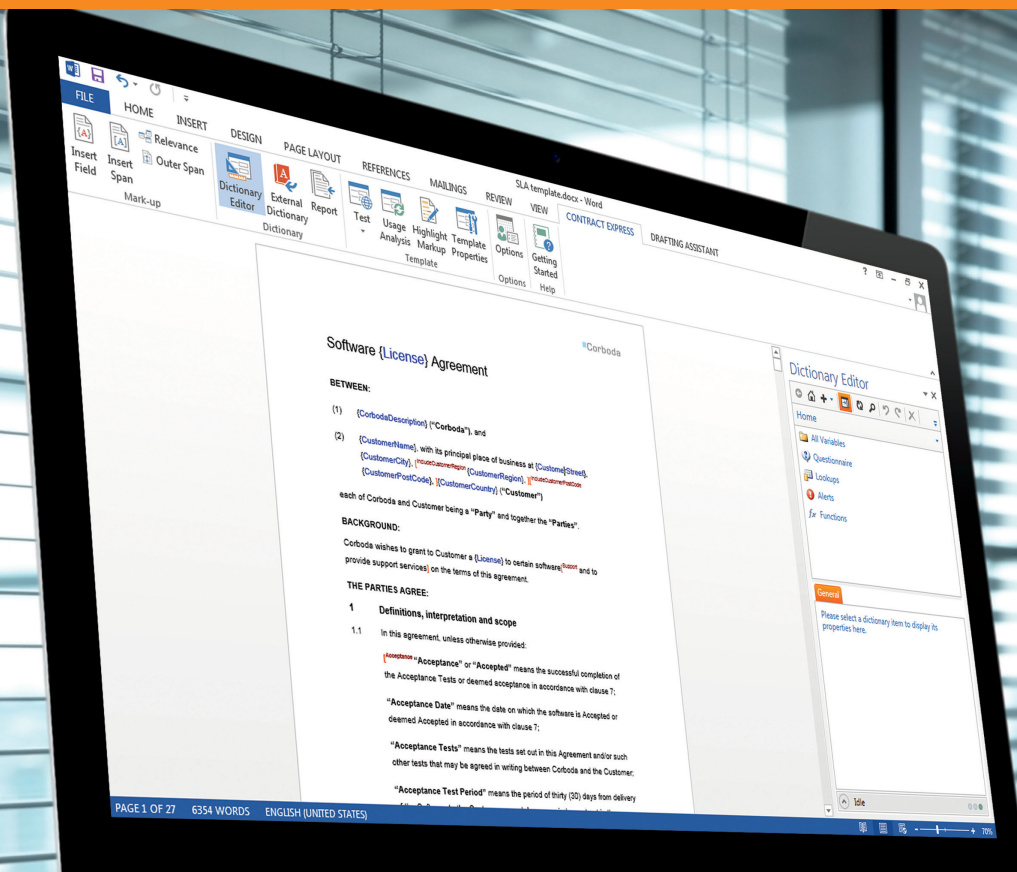 SLA template.docx - Word
FILE HOME INSERT DESIGN PAGE LAYOUT REFERENCES MAILINGS REVIEW VIEW CONTRACT EXPRESS DRAFTING ASSISTANT
Insert Field
Insert Span
Relevance
Outer Span
Mark-up
Dictionary Editor
External Dictionary
Report
Dictionary
Test
Usage Analysis
Highlight Markup
Template Properties
Template
Options
Options
Getting Started
Help
Corboda
Software {License} Agreement
BETWEEN:
(1) {CorbodaDescription} (“Corboda”), and
(2) {CustomerName}, with its principal place of business at {CustomerStreet},
{CustomerCity}, [IncludeCustomerRegion {CustomerRegion}, ][IncludeCustomerPostCode
{CustomerPostCode}, ]{CustomerCountry} (“Customer”)
each of Corboda and Customer being a “Party” and together the “Parties”.
BACKGROUND:
Corboda wishes to grant to Customer a {License} to certain software[Support and to
provide support services] on the terms of this agreement.
THE PARTIES AGREE:
1 Definitions, interpretation and scope
1.1 In this agreement, unless otherwise provided:
[Acceptance “Acceptance” or “Accepted” means the successful completion of
the Acceptance Tests or deemed acceptance in accordance with clause 7;
“Acceptance Date” means the date on which the software is Accepted or
deemed Accepted in accordance with clause 7;
“Acceptance Tests” means the tests set out in this Agreement and/or such
other tests that may be agreed in writing between Corboda and the Customer;
“Acceptance Test Period” means the period of thirty (30) days from delivery
Dictionary Editor
Home
All Variables
Questionnaire
Lookups
Alerts
fx Functions
General
Please select a dictionary item to display its
properties here.
Idle
PAGE 1 OF 27 6354 WORDS ENGLISH (UNITED STATES)
70%